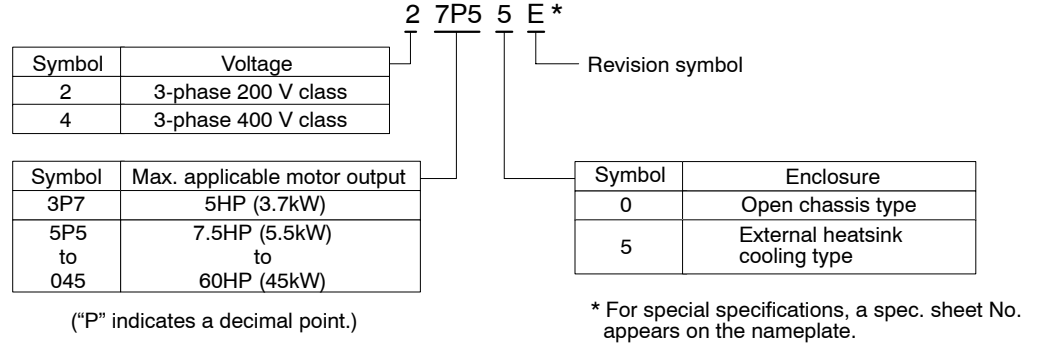 2 7P5 5 E*
Symbol Voltage
2 3-phase 200 V class
4 3-phase 400 V class
Revision symbol
Symbol Max. applicable motor output
3P7 5HP (3.7kW)
5P5 7.5HP (5.5kW)
to to
045 60HP (45kW)
("P" indicates a decimal point.)
Symbol Enclosure
0 Open chassis type
5 External heatsink
cooling type
* For special specifications, a spec. sheet No.
appears on the nameplate.